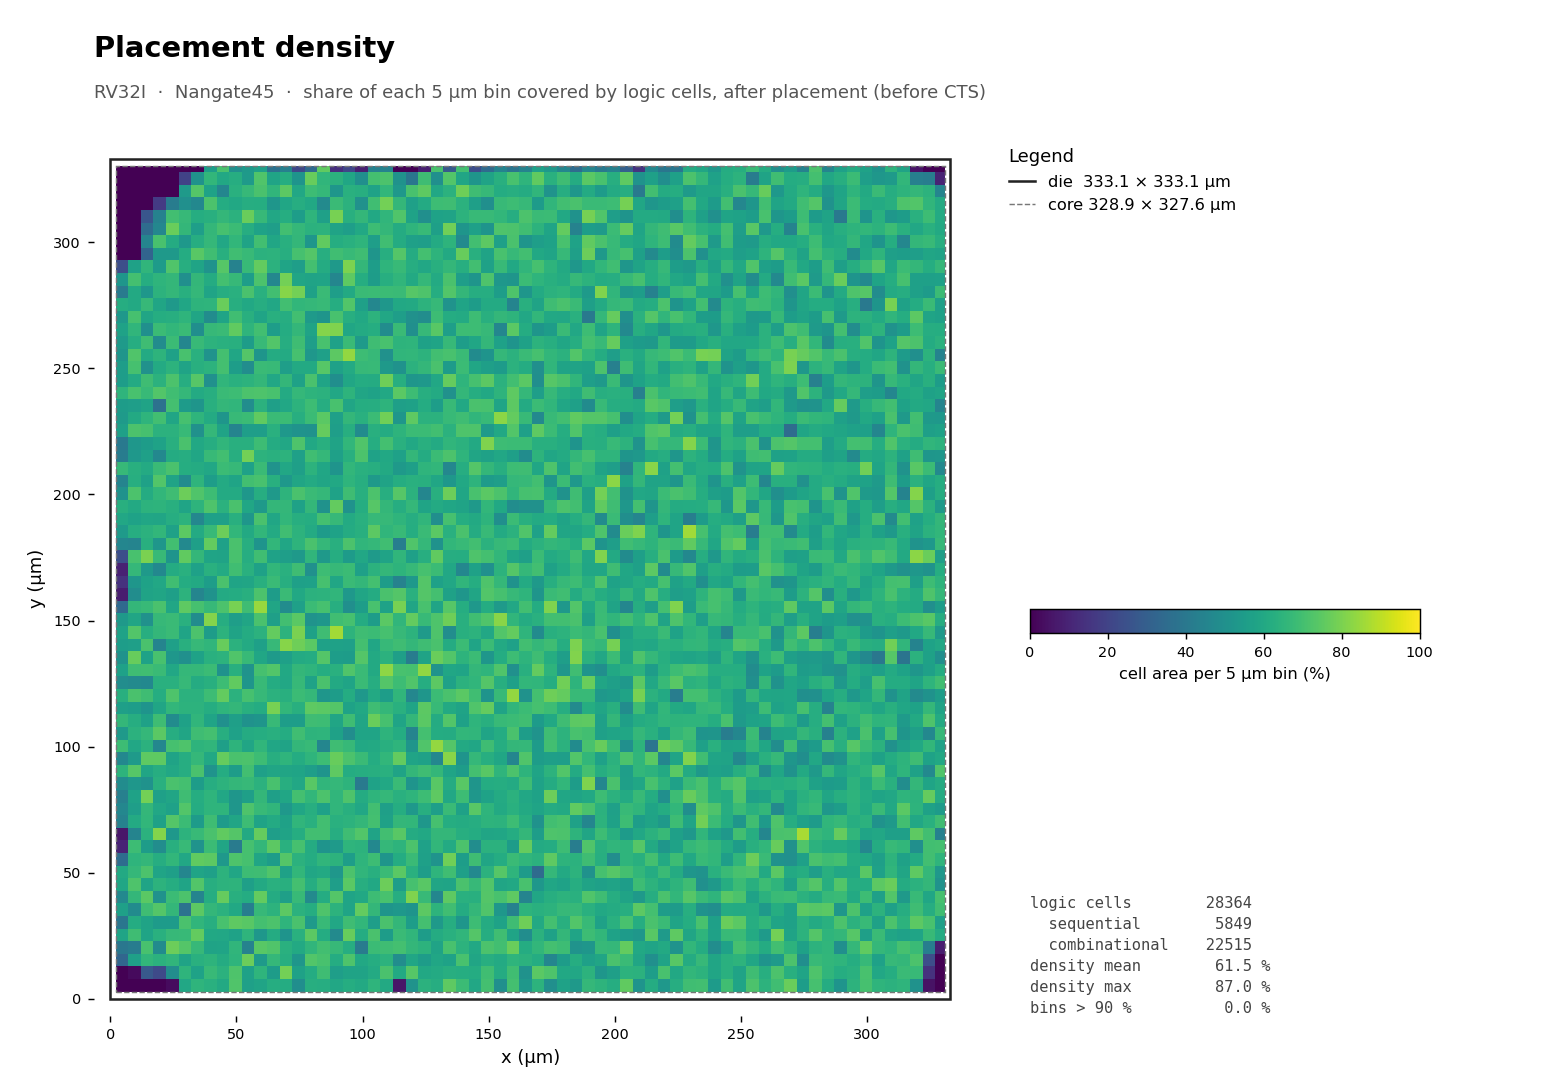 Placement density
RV32I · Nangate45 · share of each 5 µm bin covered by logic cells, after placement (before CTS)
Legend
die 333.1 × 333.1 µm
core 328.9 × 327.6 µm
y (µm)
300
250
200
150
100
50
0
0 50 100 150 200 250 300
x (µm)
0 20 40 60 80 100
cell area per 5 µm bin (%)
logic cells 28364
sequential 5849
combinational 22515
density mean 61.5 %
density max 87.0 %
bins > 90 % 0.0 %